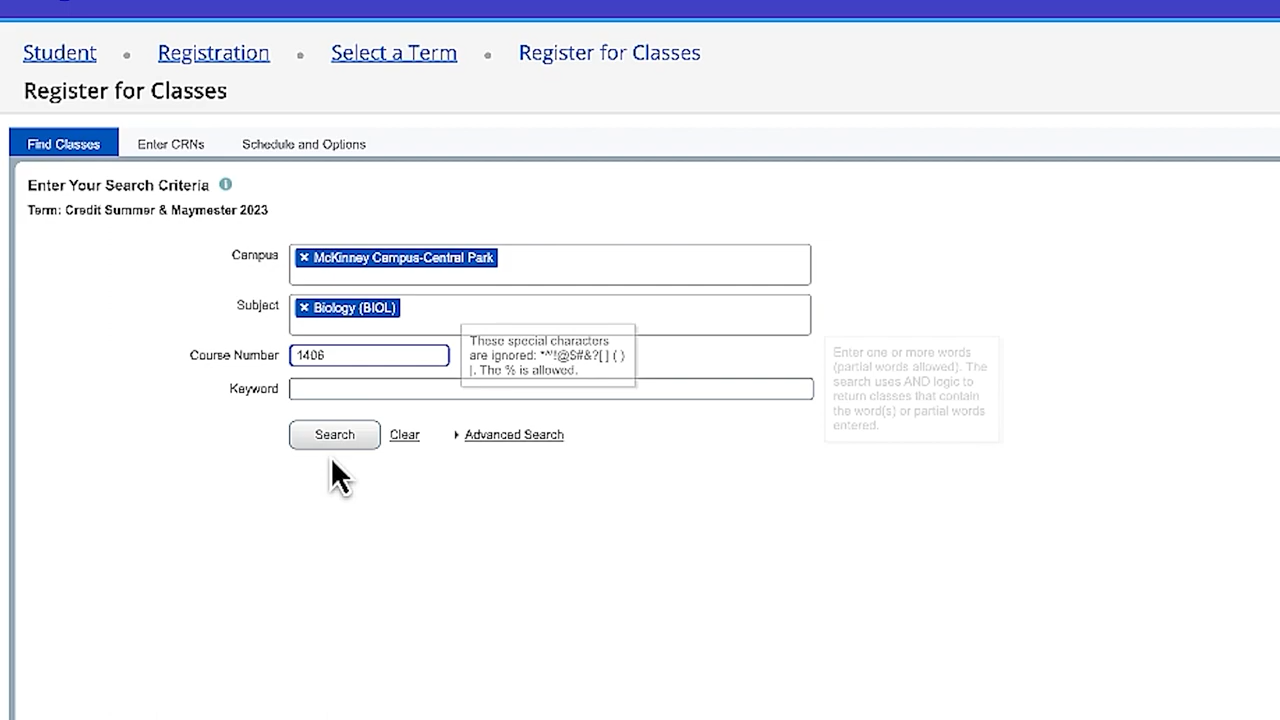 Student • Registration • Select a Term • Register for Classes
Register for Classes
Find Classes Enter CRNs Schedule and Options
Enter Your Search Criteria
Term: Credit Summer & Maymester 2023
Campus × McKinney Campus-Central Park
Subject × Biology (BIOL)
Course Number 1406
These special characters
are ignored: *"'!@$#&?[ ] ( )
|. The % is allowed.
Keyword
Enter one or more words
(partial words allowed). The
search uses AND logic to
return classes that contain
the word(s) or partial words
entered.
Search Clear Advanced Search